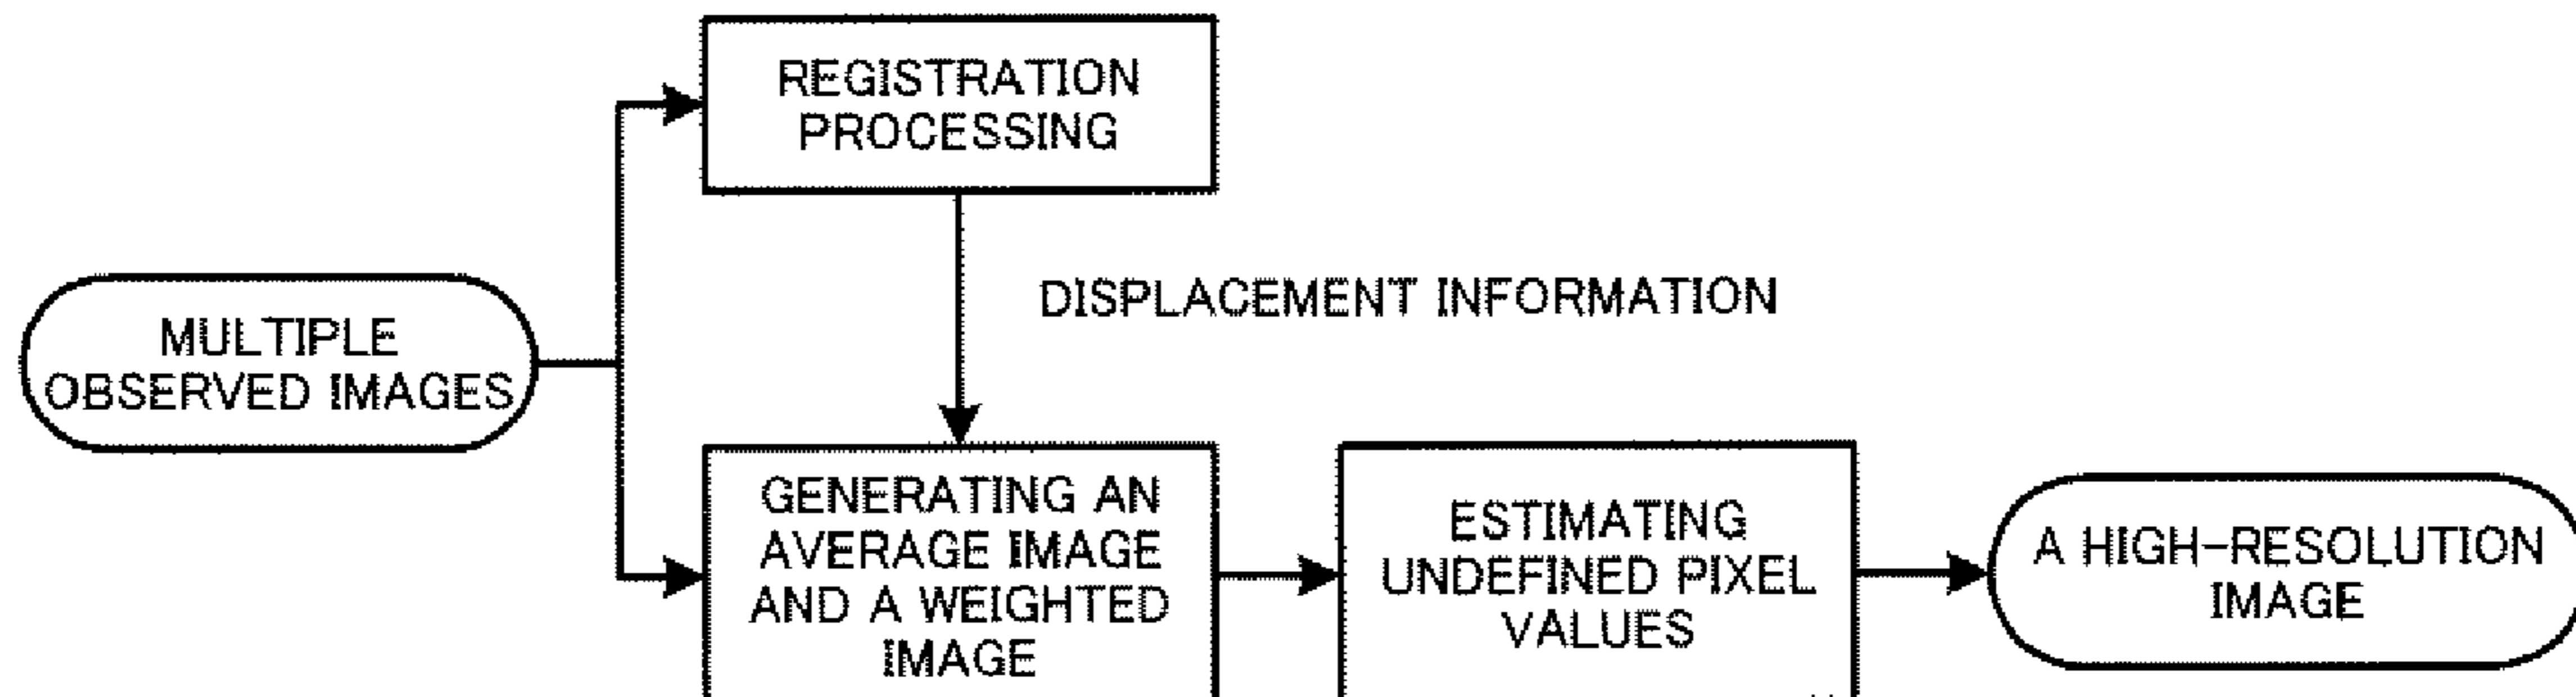 REGISTRATION
PROCESSING
DISPLACEMENT INFORMATION
MULTIPLE
OBSERVED IMAGES
GENERATING AN
AVERAGE IMAGE
AND A WEIGHTED
IMAGE
ESTIMATING
UNDEFINED PIXEL
VALUES
A HIGH-RESOLUTION
IMAGE